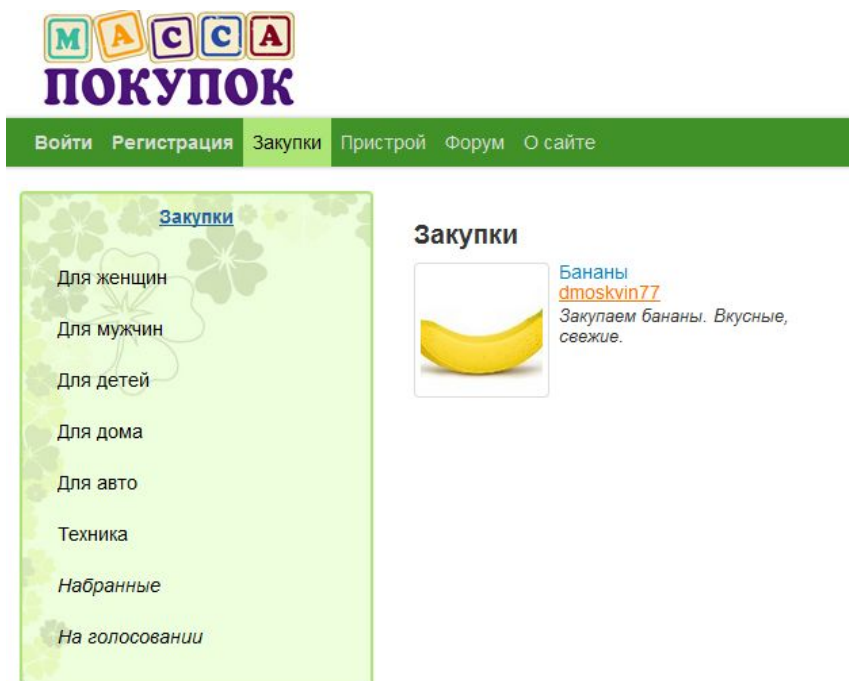 МАССА
ПОКУПОК
Войти Регистрация Закупки Пристрой Форум О сайте
Закупки
Для женщин
Для мужчин
Для детей
Для дома
Для авто
Техника
Набранные
На голосовании
Закупки
Бананы
dmoskvin77
Закупаем бананы. Вкусные,
свежие.